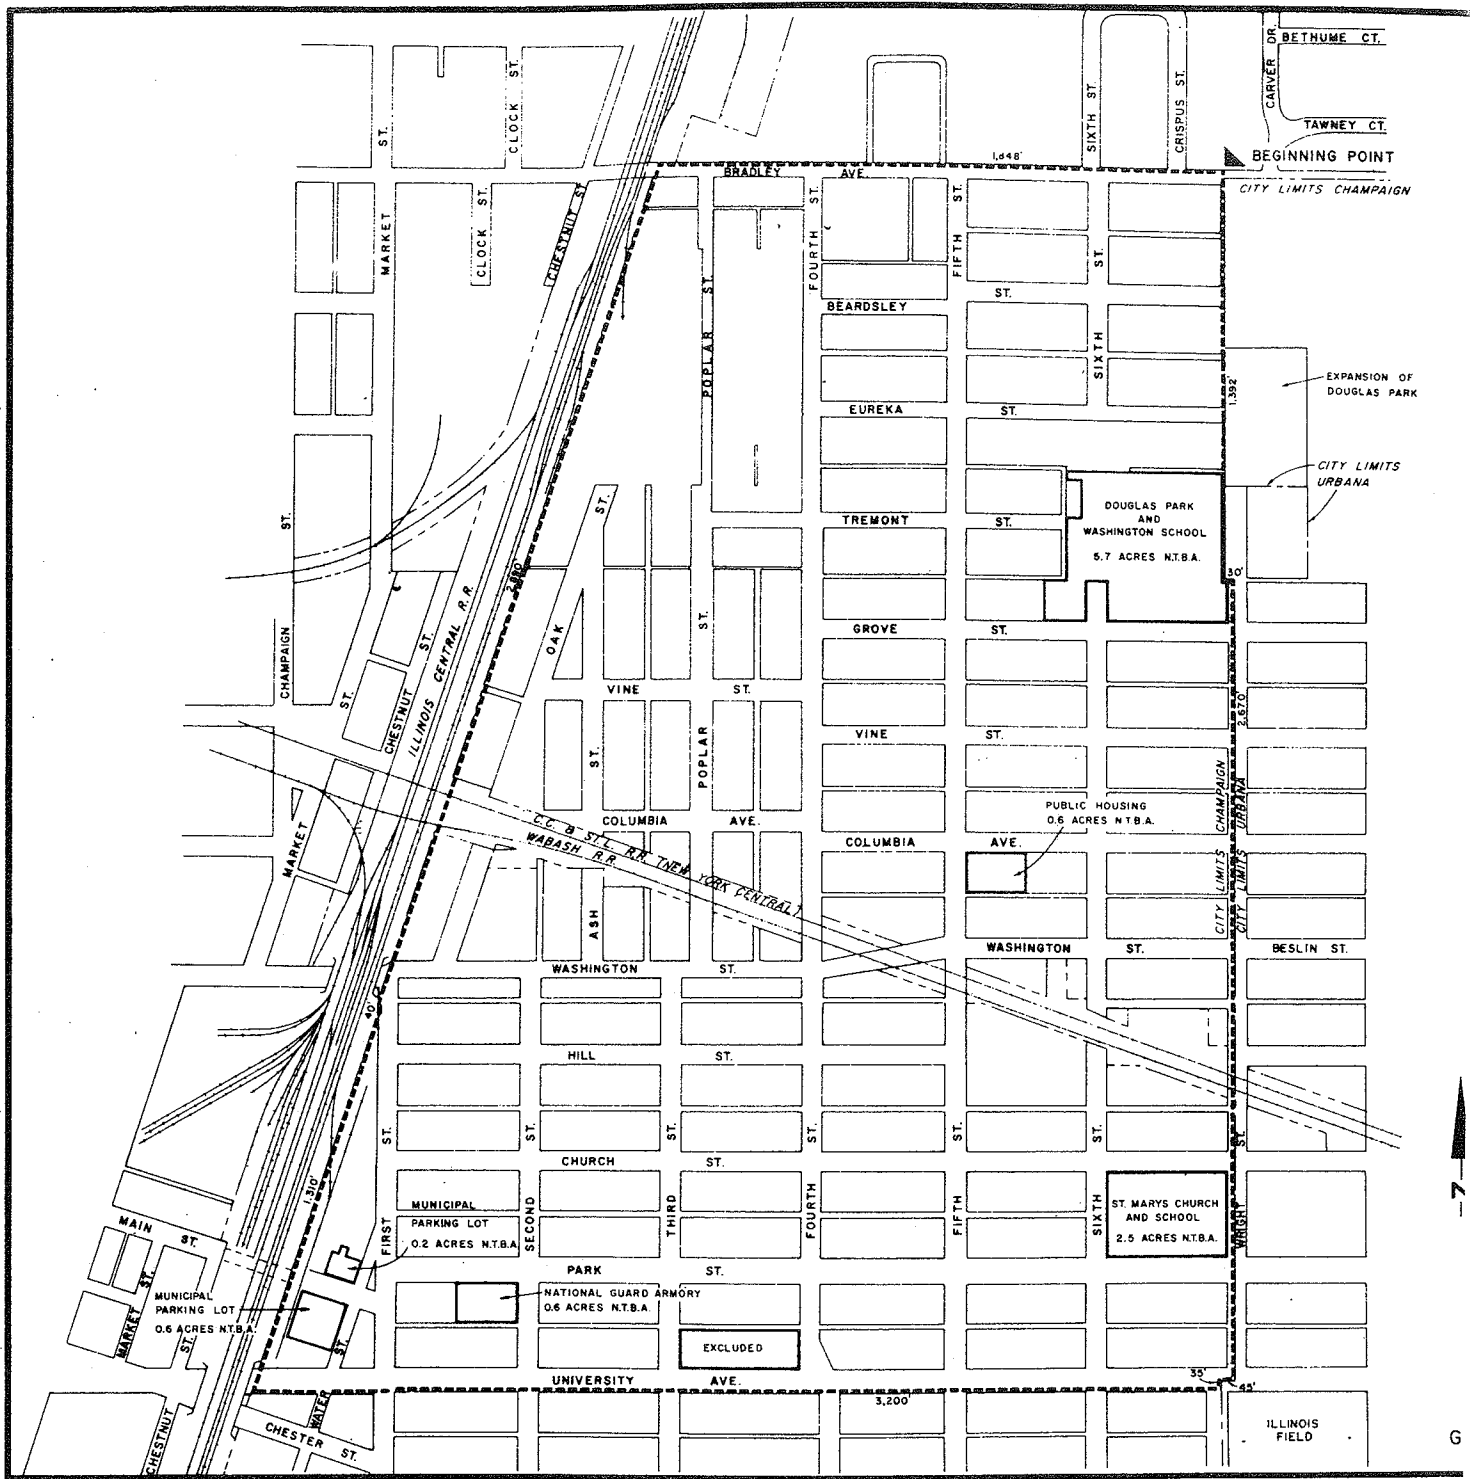 BETHUME CT.
CARVER DR.
TAWNEY CT.
SIXTH ST.
CRISPUS ST.
CLOCK ST.
ST.
1,848'
BEGINNING POINT
CITY LIMITS CHAMPAIGN
BRADLEY AVE.
MARKET
CLOCK ST.
CHESTNUT ST.
POPLAR ST.
FOURTH ST.
FIFTH ST.
SIXTH ST.
BEARDSLEY ST.
1,392'
EXPANSION OF
DOUGLAS PARK
EUREKA ST.
CITY LIMITS
URBANA
DOUGLAS PARK
AND
WASHINGTON SCHOOL
5.7 ACRES N.T.B.A.
TREMONT ST.
30'
CHAMPAIGN ST.
ST.
CHESTNUT ST.
ILLINOIS CENTRAL R.R.
OAK ST.
POPLAR ST.
GROVE ST.
VINE ST.
2,670'
VINE ST.
ST.
MARKET
CITY LIMITS CHAMPAIGN
CITY LIMITS URBANA
PUBLIC HOUSING
0.6 ACRES N.T.B.A.
COLUMBIA AVE.
COLUMBIA AVE.
C.C. & ST. L. R.R. (NEW YORK CENTRAL)
WABASH R.R.
ASH
WASHINGTON ST.
BESLIN ST.
WASHINGTON ST.
40'
HILL ST.
CHURCH ST.
1,310'
FIRST ST.
SECOND ST.
THIRD ST.
FOURTH ST.
FIFTH ST.
SIXTH ST.
WRIGHT ST.
MUNICIPAL
PARKING LOT
0.2 ACRES N.T.B.A.
ST. MARYS CHURCH
AND SCHOOL
2.5 ACRES N.T.B.A.
N
MAIN ST.
PARK ST.
MUNICIPAL
PARKING LOT
0.6 ACRES N.T.B.A.
NATIONAL GUARD ARMORY
0.6 ACRES N.T.B.A.
MARKET ST.
ST.
ST.
EXCLUDED
UNIVERSITY AVE.
35'
45'
3,200'
WATER
CHESTER ST.
CHESTNUT
ILLINOIS
FIELD
G